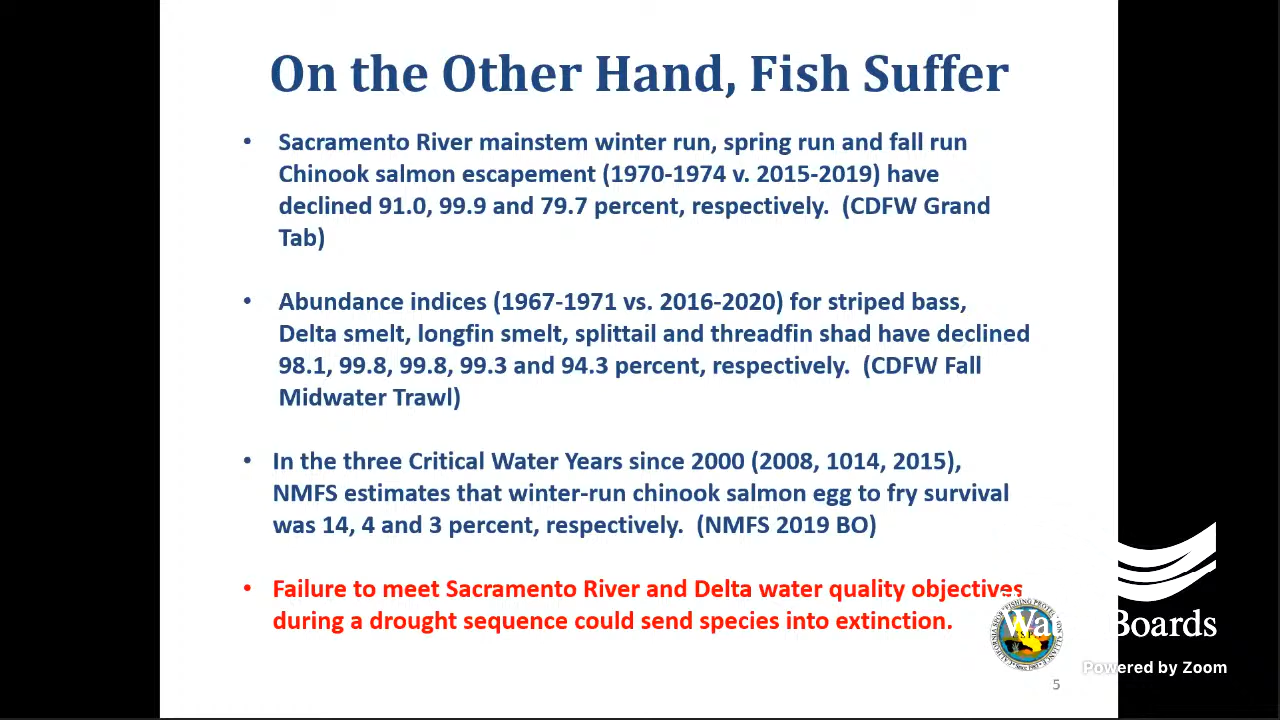 On the Other Hand, Fish Suffer
• Sacramento River mainstem winter run, spring run and fall run
Chinook salmon escapement (1970-1974 v. 2015-2019) have
declined 91.0, 99.9 and 79.7 percent, respectively. (CDFW Grand
Tab)
• Abundance indices (1967-1971 vs. 2016-2020) for striped bass,
Delta smelt, longfin smelt, splittail and threadfin shad have declined
98.1, 99.8, 99.8, 99.3 and 94.3 percent, respectively. (CDFW Fall
Midwater Trawl)
• In the three Critical Water Years since 2000 (2008, 1014, 2015),
NMFS estimates that winter-run chinook salmon egg to fry survival
was 14, 4 and 3 percent, respectively. (NMFS 2019 BO)
• Failure to meet Sacramento River and Delta water quality objectives
during a drought sequence could send species into extinction.
Boards
Powered by Zoom
5